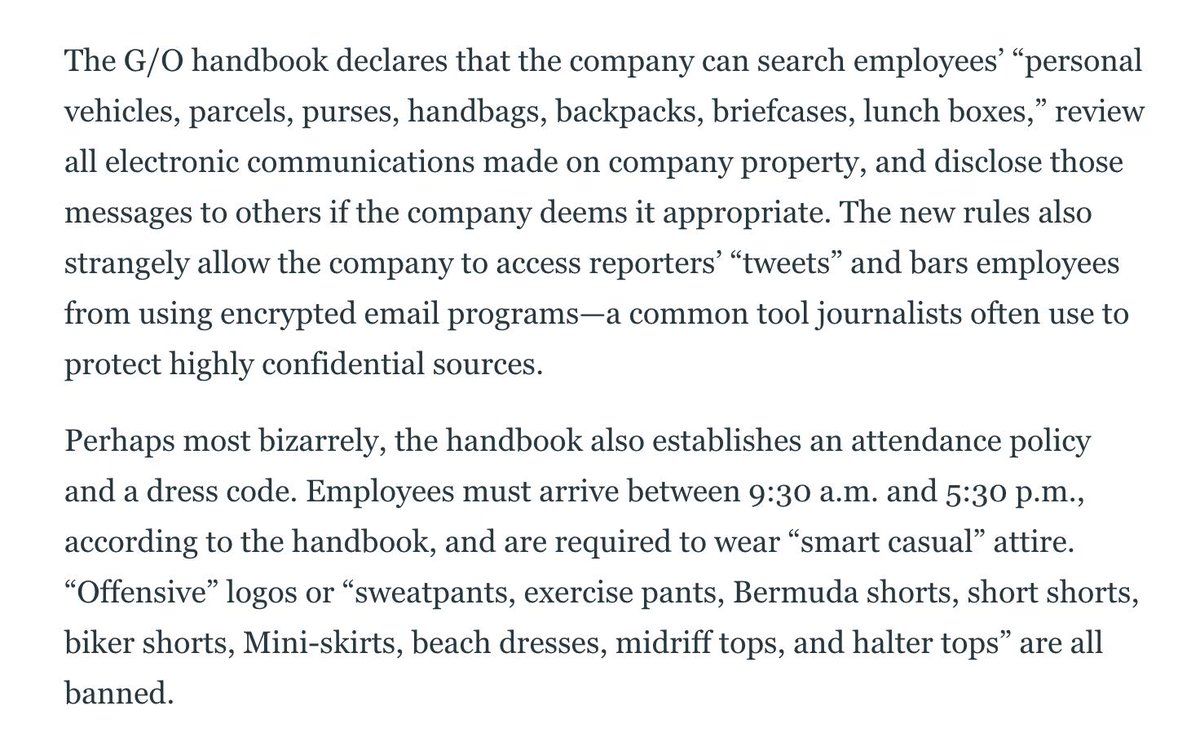 The G/O handbook declares that the company can search employees’ “personal
vehicles, parcels, purses, handbags, backpacks, briefcases, lunch boxes,” review
all electronic communications made on company property, and disclose those
messages to others if the company deems it appropriate. The new rules also
strangely allow the company to access reporters’ “tweets” and bars employees
from using encrypted email programs—a common tool journalists often use to
protect highly confidential sources.
Perhaps most bizarrely, the handbook also establishes an attendance policy
and a dress code. Employees must arrive between 9:30 a.m. and 5:30 p.m.,
according to the handbook, and are required to wear “smart casual” attire.
“Offensive” logos or “sweatpants, exercise pants, Bermuda shorts, short shorts,
biker shorts, Mini-skirts, beach dresses, midriff tops, and halter tops” are all
banned.